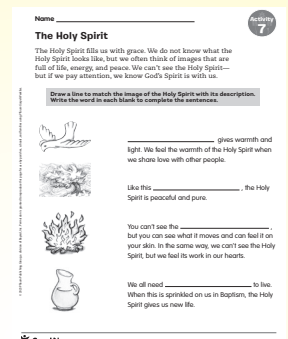 Name
Activity
7
The Holy Spirit
The Holy Spirit fills us with grace. We do not know what the
Holy Spirit looks like, but we often think of images that are
full of life, energy, and peace. We can't see the Holy Spirit—
but if we pay attention, we know God's Spirit is with us.
Draw a line to match the image of the Holy Spirit with its description.
Write the word in each blank to complete the sentences.
gives warmth and
light. We feel the warmth of the Holy Spirit when
we share love with other people.
Like this , the Holy
Spirit is peaceful and pure.
You can't see the ,
but you can see what it moves and can feel it on
your skin. In the same way, we can't see the Holy
Spirit, but we feel its work in our hearts.
We all need to live.
When this is sprinkled on us in Baptism, the Holy
Spirit gives us new life.